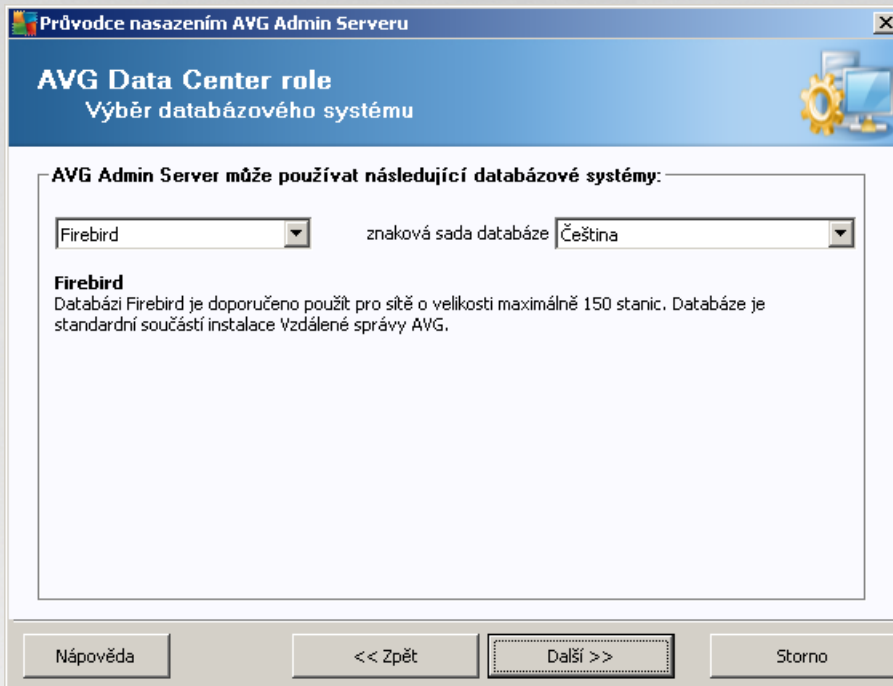 Průvodce nasazením AVG Admin Serveru
AVG Data Center role
Výběr databázového systému
AVG Admin Server může používat následující databázové systémy:
Firebird
znaková sada databáze
Čeština
Firebird
Databázi Firebird je doporučeno použít pro sítě o velikosti maximálně 150 stanic. Databáze je
standardní součástí instalace Vzdálené správy AVG.
Nápověda
<< Zpět
Další >>
Storno